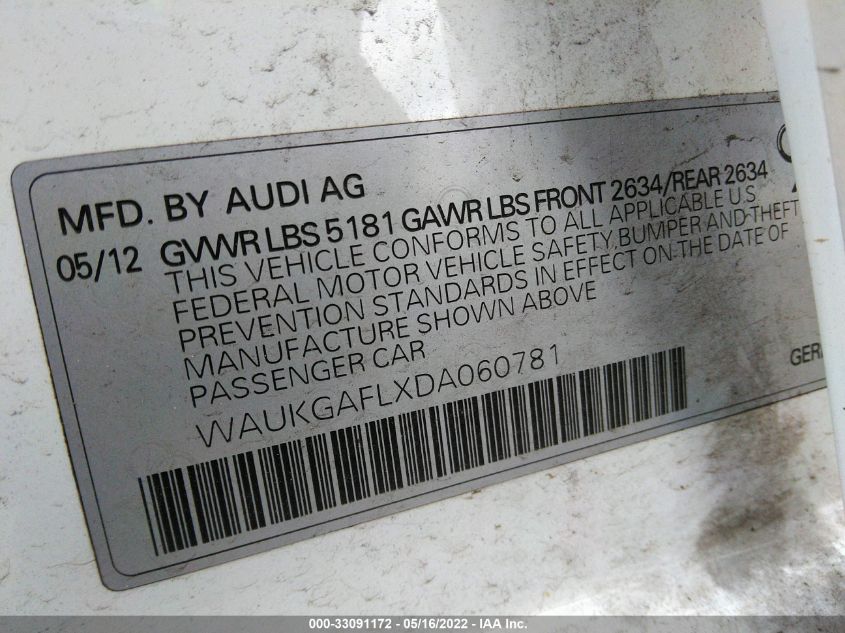 MFD. BY AUDI AG
05/12 GVWR LBS 5181 GAWR LBS FRONT 2634/REAR 2634
THIS VEHICLE CONFORMS TO ALL APPLICABLE U.S
FEDERAL MOTOR VEHICLE SAFETY, BUMPER AND THEFT
PREVENTION STANDARDS IN EFFECT ON THE DATE OF
MANUFACTURE SHOWN ABOVE
PASSENGER CAR
WAUKGAFLXDA060781
GER
000-33091172 - 05/16/2022 - IAA Inc.